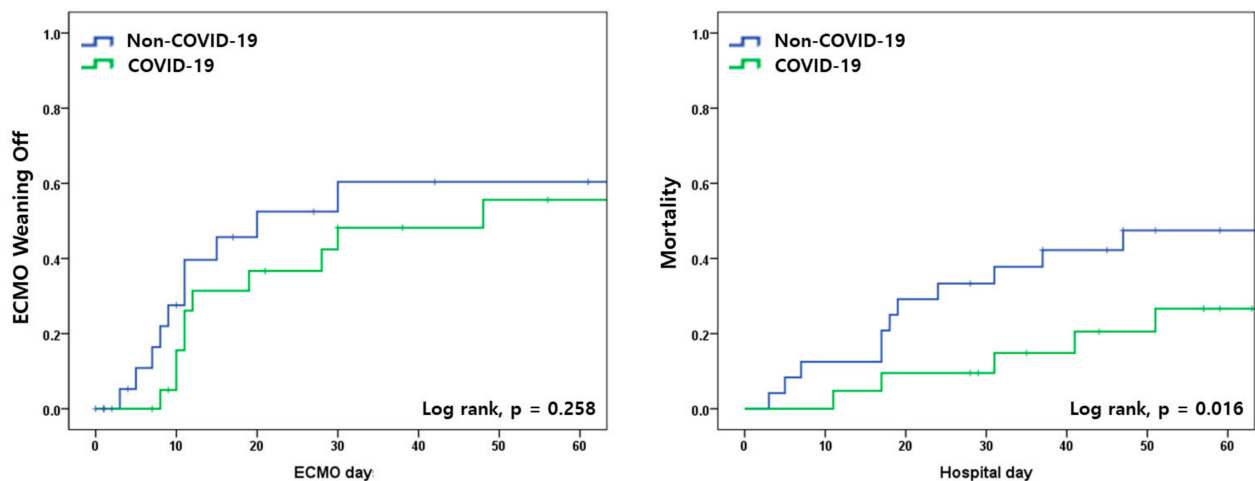 1.0
0.8
0.6
0.4
0.2
0.0
ECMO Weaning Off
Non-COVID-19
COVID-19
Log rank, p = 0.258
0 10 20 30 40 50 60
ECMO day
1.0
0.8
0.6
0.4
0.2
0.0
Mortality
Non-COVID-19
COVID-19
Log rank, p = 0.016
0 10 20 30 40 50 60
Hospital day